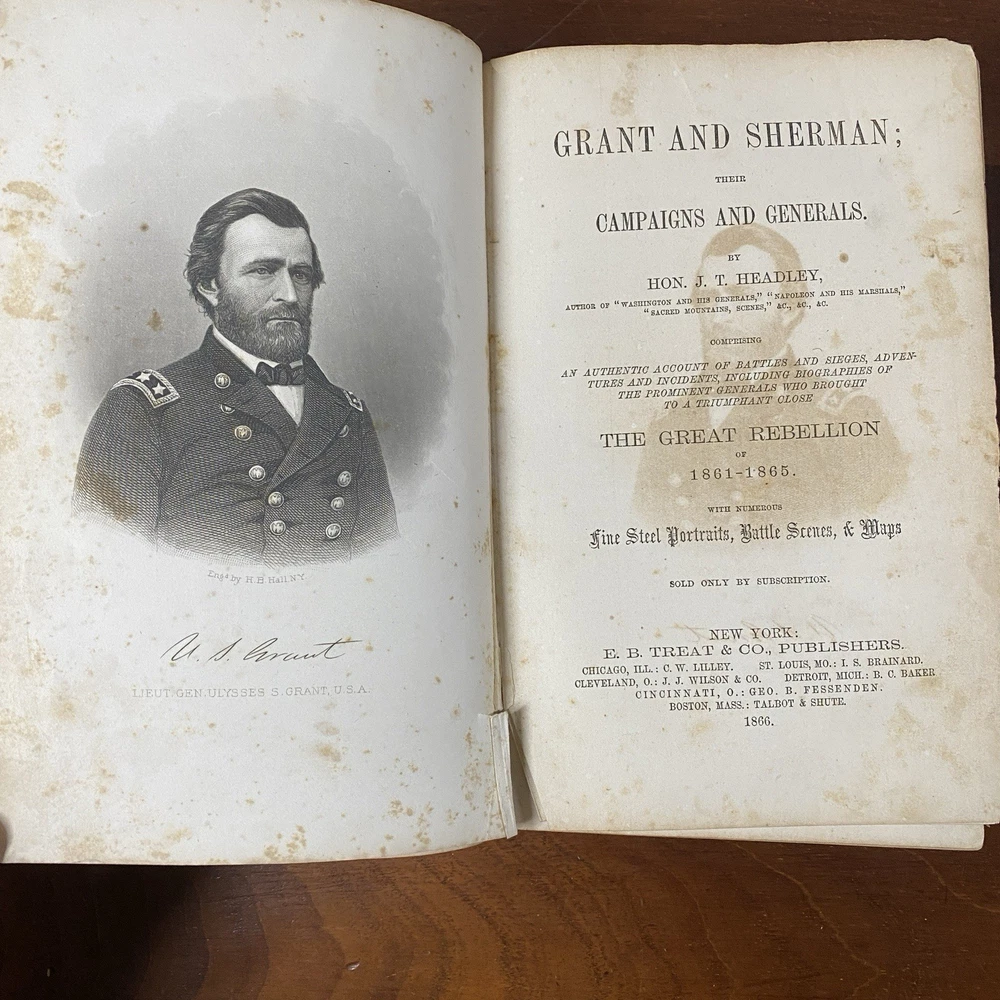 Engd by H B Hall N.Y.
U. S. Grant
LIEUT. GEN. ULYSSES S. GRANT, U.S.A.
GRANT AND SHERMAN;
THEIR
CAMPAIGNS AND GENERALS.
BY
HON. J. T. HEADLEY,
AUTHOR OF "WASHINGTON AND HIS GENERALS," "NAPOLEON AND HIS MARSHALS,"
"SACRED MOUNTAINS, SCENES," &C., &C., &C.
COMPRISING
AN AUTHENTIC ACCOUNT OF BATTLES AND SIEGES, ADVEN-
TURES AND INCIDENTS, INCLUDING BIOGRAPHIES OF
THE PROMINENT GENERALS WHO BROUGHT
TO A TRIUMPHANT CLOSE
THE GREAT REBELLION
OF
1861-1865.
WITH NUMEROUS
Fine Steel Portraits, Battle Scenes, & Maps
SOLD ONLY BY SUBSCRIPTION.
NEW YORK:
E. B. TREAT & CO., PUBLISHERS.
CHICAGO, ILL.: C. W. LILLEY. ST. LOUIS, MO.: I. S. BRAINARD.
CLEVELAND, O.: J. J. WILSON & CO. DETROIT, MICH.: B. C. BAKER
CINCINNATI, O.: GEO. B. FESSENDEN.
BOSTON, MASS.: TALBOT & SHUTE.
1866.